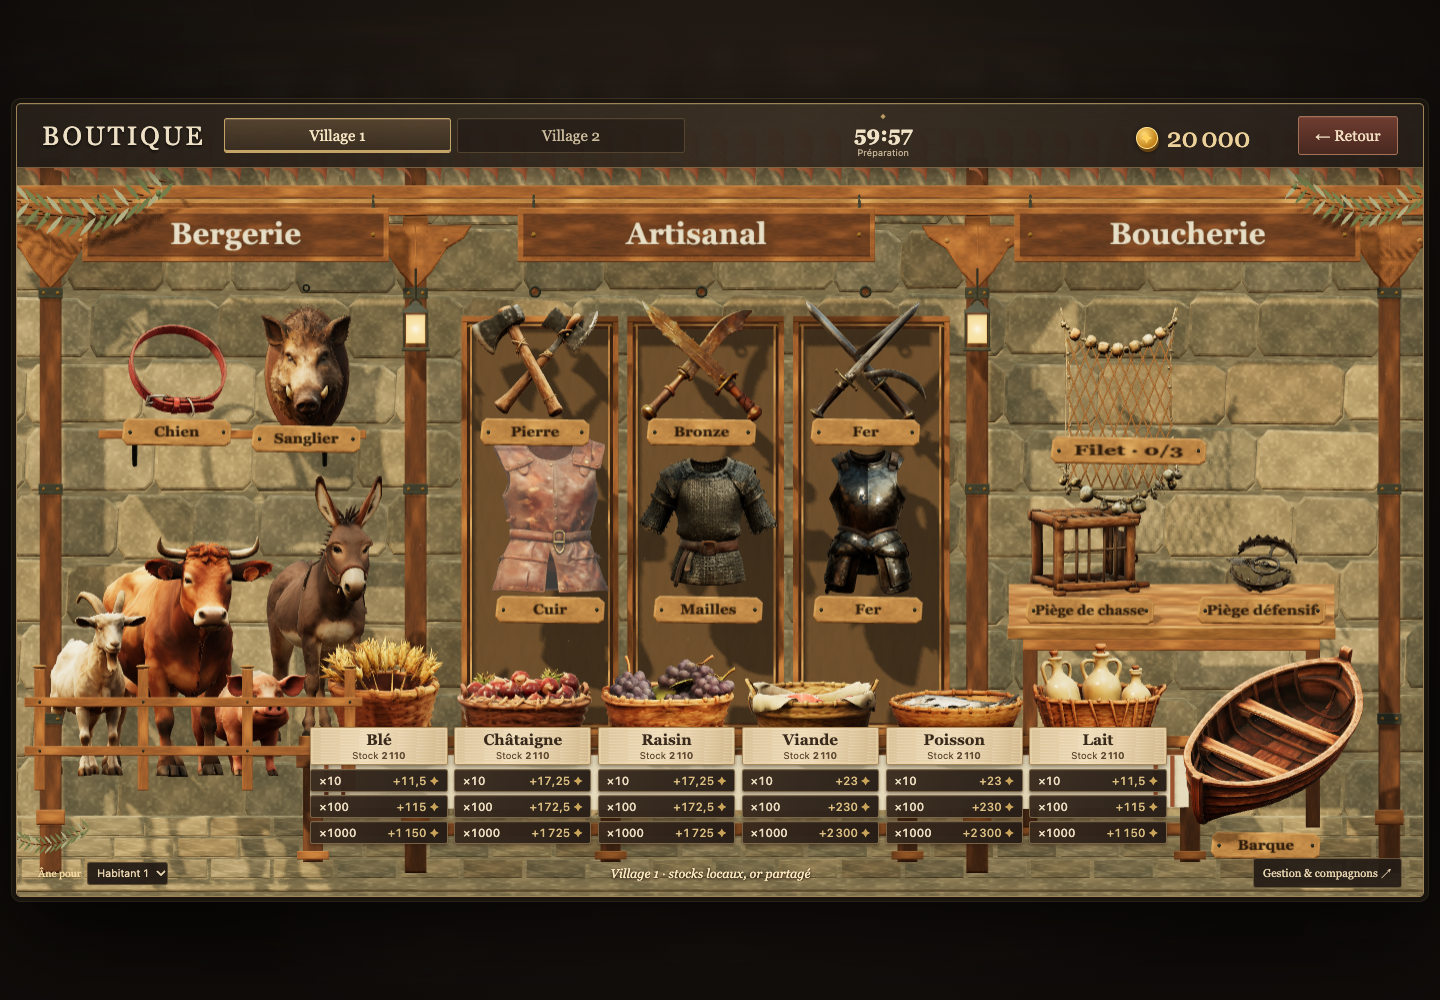 BOUTIQUE
Village 1
Village 2
59:57
Préparation
20 000
← Retour
Bergerie
Artisanal
Boucherie
Chien
Sanglier
Pierre
Bronze
Fer
Filet · 0/3
Cuir
Mailles
Fer
Piège de chasse
Piège défensif
Blé
Stock 2 110
×10 +11,5 ✦
×100 +115 ✦
×1000 +1 150 ✦
Châtaigne
Stock 2 110
×10 +17,25 ✦
×100 +172,5 ✦
×1000 +1 725 ✦
Raisin
Stock 2 110
×10 +17,25 ✦
×100 +172,5 ✦
×1000 +1 725 ✦
Viande
Stock 2 110
×10 +23 ✦
×100 +230 ✦
×1000 +2 300 ✦
Poisson
Stock 2 110
×10 +23 ✦
×100 +230 ✦
×1000 +2 300 ✦
Lait
Stock 2 110
×10 +11,5 ✦
×100 +115 ✦
×1000 +1 150 ✦
Barque
Âne pour
Habitant 1
Village 1 · stocks locaux, or partagé
Gestion & compagnons ↗